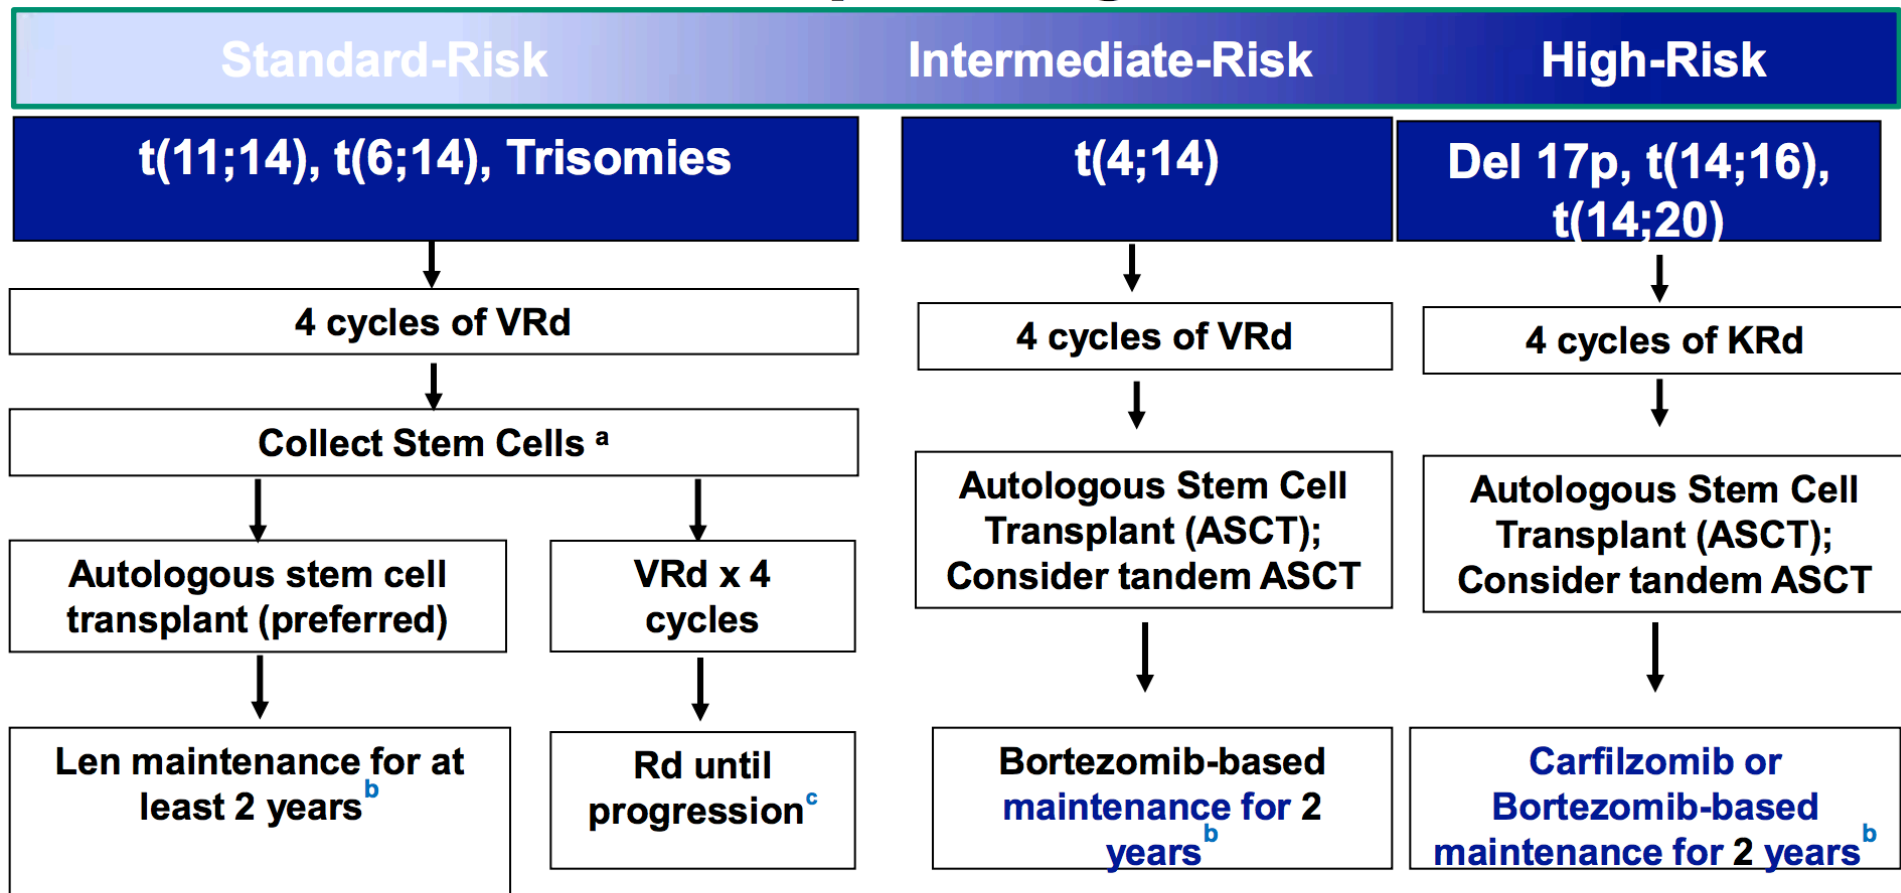 Standard-Risk
Intermediate-Risk
High-Risk
t(11;14), t(6;14), Trisomies
t(4;14)
Del 17p, t(14;16),
t(14;20)
4 cycles of VRd
4 cycles of VRd
4 cycles of KRd
Collect Stem Cells a
Autologous stem cell
transplant (preferred)
VRd x 4
cycles
Autologous Stem Cell
Transplant (ASCT);
Consider tandem ASCT
Autologous Stem Cell
Transplant (ASCT);
Consider tandem ASCT
Len maintenance for at
least 2 years b
Rd until
progression c
Bortezomib-based
maintenance for 2
years b
Carfilzomib or
Bortezomib-based
maintenance for 2 years b